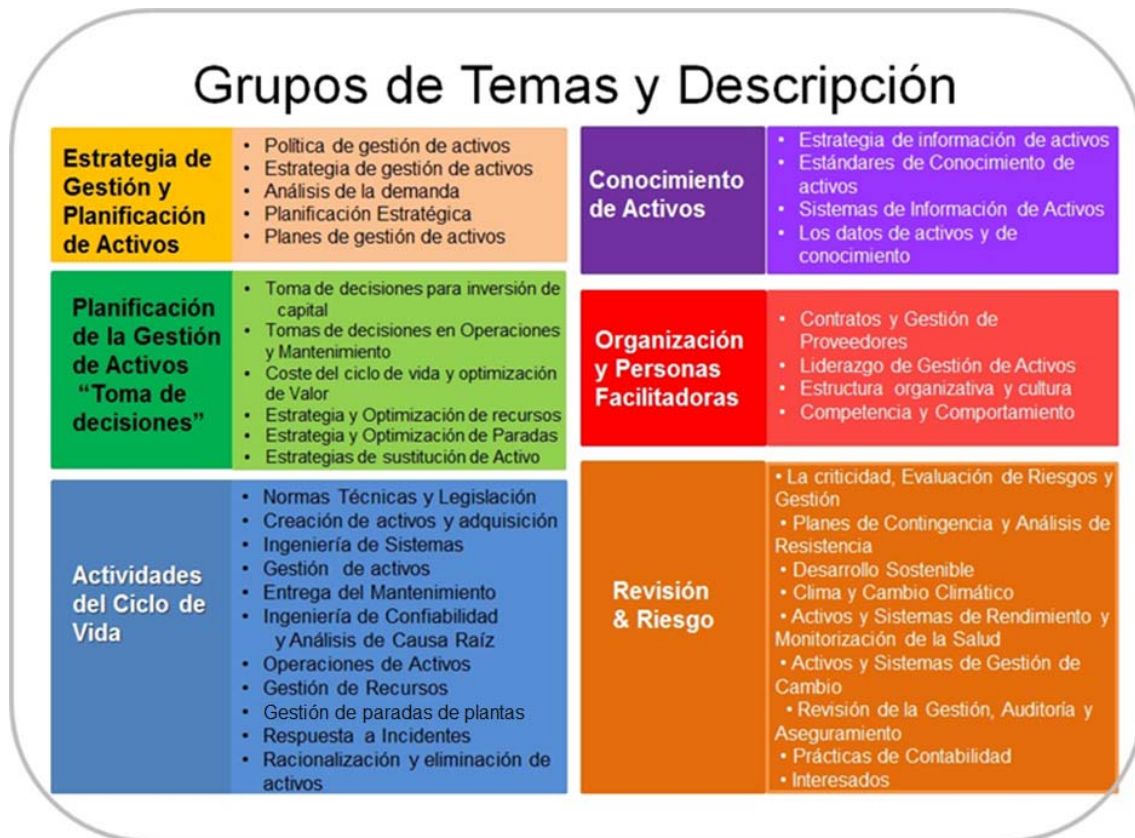 Grupos de Temas y Descripción
Estrategia de
Gestión y
Planificación
de Activos
• Política de gestión de activos
• Estrategia de gestión de activos
• Análisis de la demanda
• Planificación Estratégica
• Planes de gestión de activos
Planificación
de la Gestión
de Activos
“Toma de
decisiones”
• Toma de decisiones para inversión de
capital
• Tomas de decisiones en Operaciones
y Mantenimiento
• Coste del ciclo de vida y optimización
de Valor
• Estrategia y Optimización de recursos
• Estrategia y Optimización de Paradas
• Estrategias de sustitución de Activo
Actividades
del Ciclo de
Vida
• Normas Técnicas y Legislación
• Creación de activos y adquisición
• Ingeniería de Sistemas
• Gestión de activos
• Entrega del Mantenimiento
• Ingeniería de Confiabilidad
y Análisis de Causa Raíz
• Operaciones de Activos
• Gestión de Recursos
• Gestión de paradas de plantas
• Respuesta a Incidentes
• Racionalización y eliminación de
activos
Conocimiento
de Activos
• Estrategia de información de activos
• Estándares de Conocimiento de
activos
• Sistemas de Información de Activos
• Los datos de activos y de
conocimiento
Organización
y Personas
Facilitadoras
• Contratos y Gestión de
Proveedores
• Liderazgo de Gestión de Activos
• Estructura organizativa y cultura
• Competencia y Comportamiento
Revisión
& Riesgo
• La criticidad, Evaluación de Riesgos y
Gestión
• Planes de Contingencia y Análisis de
Resistencia
• Desarrollo Sostenible
• Clima y Cambio Climático
• Activos y Sistemas de Rendimiento y
Monitorización de la Salud
• Activos y Sistemas de Gestión de
Cambio
• Revisión de la Gestión, Auditoría y
Aseguramiento
• Prácticas de Contabilidad
• Interesados